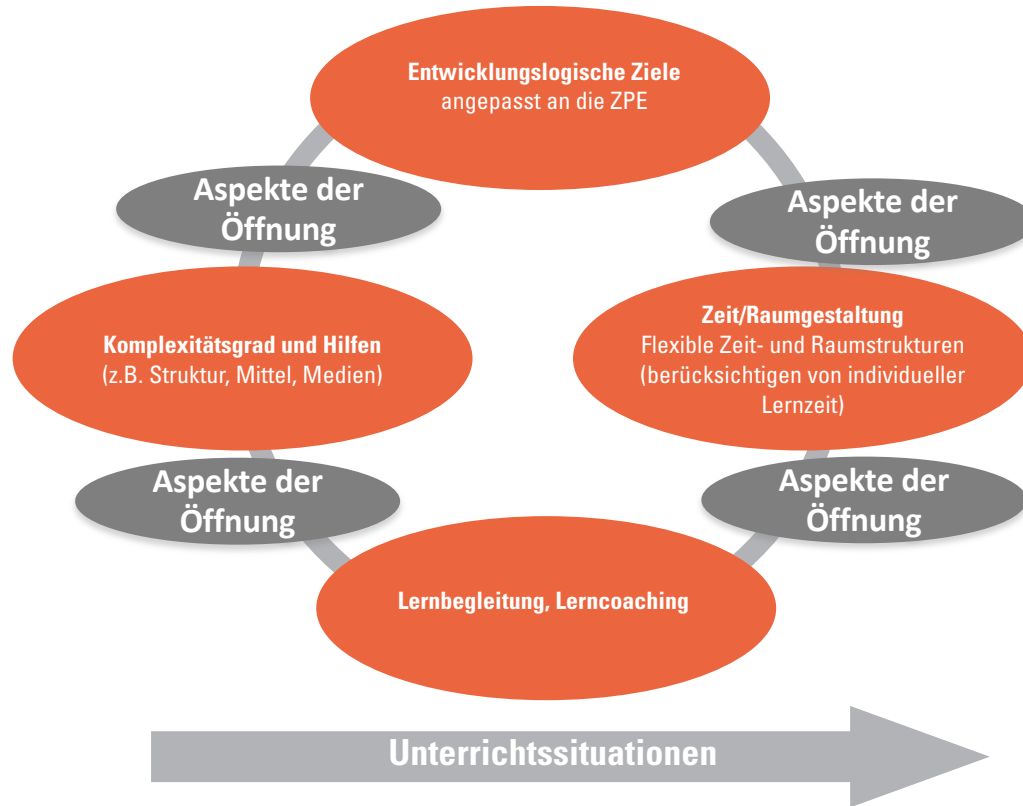 Entwicklungslogische Ziele
angepasst an die ZPE
Aspekte der
Öffnung
Aspekte der
Öffnung
Komplexitätsgrad und Hilfen
(z.B. Struktur, Mittel, Medien)
Zeit/Raumgestaltung
Flexible Zeit- und Raumstrukturen
(berücksichtigen von individueller
Lernzeit)
Aspekte der
Öffnung
Aspekte der
Öffnung
Lernbegleitung, Lerncoaching
Unterrichtssituationen